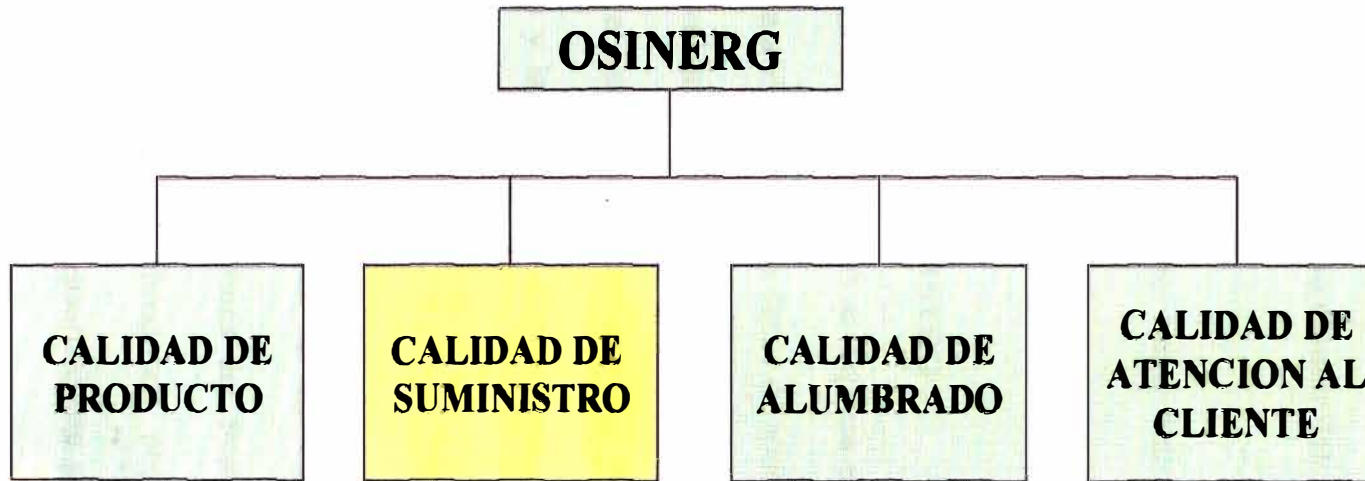 OSINERG
CALIDAD DE
PRODUCTO
CALIDAD DE
SUMINISTRO
CALIDAD DE
ALUMBRADO
CALIDAD DE
ATENCION AL
CLIENTE